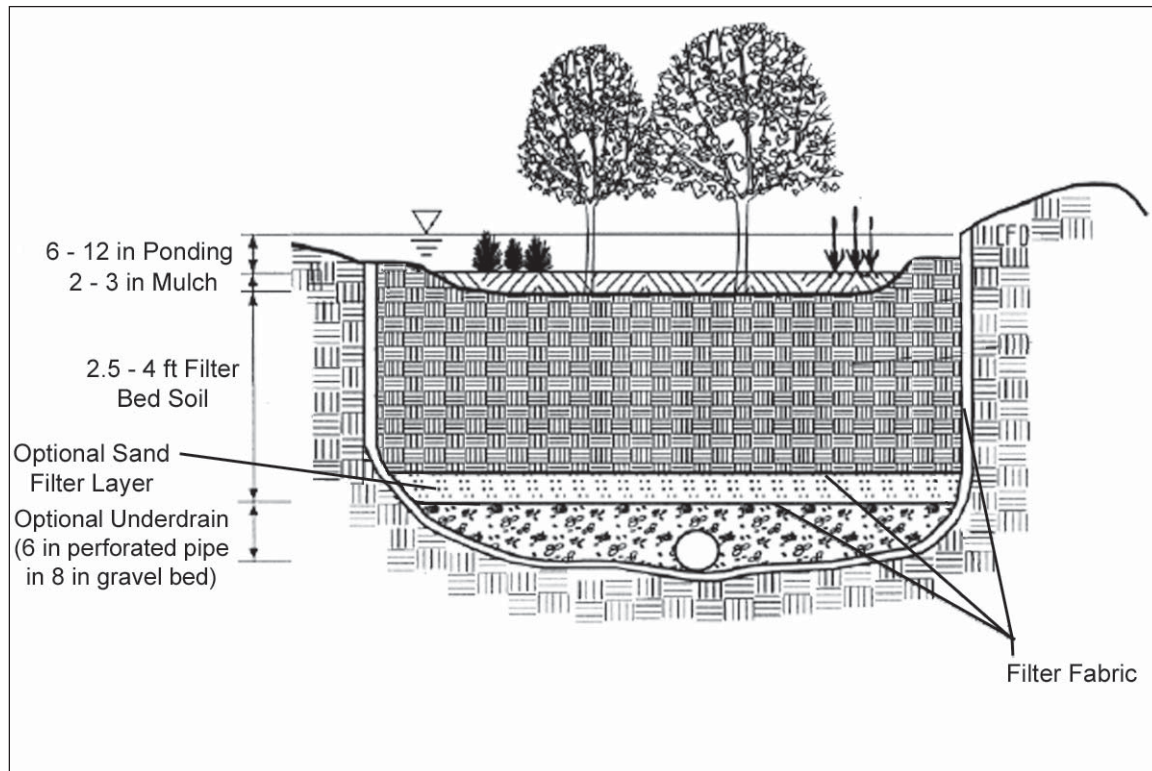 6 - 12 in Ponding
2 - 3 in Mulch
2.5 - 4 ft Filter
Bed Soil
Optional Sand
Filter Layer
Optional Underdrain
(6 in perforated pipe
in 8 in gravel bed)
Filter Fabric